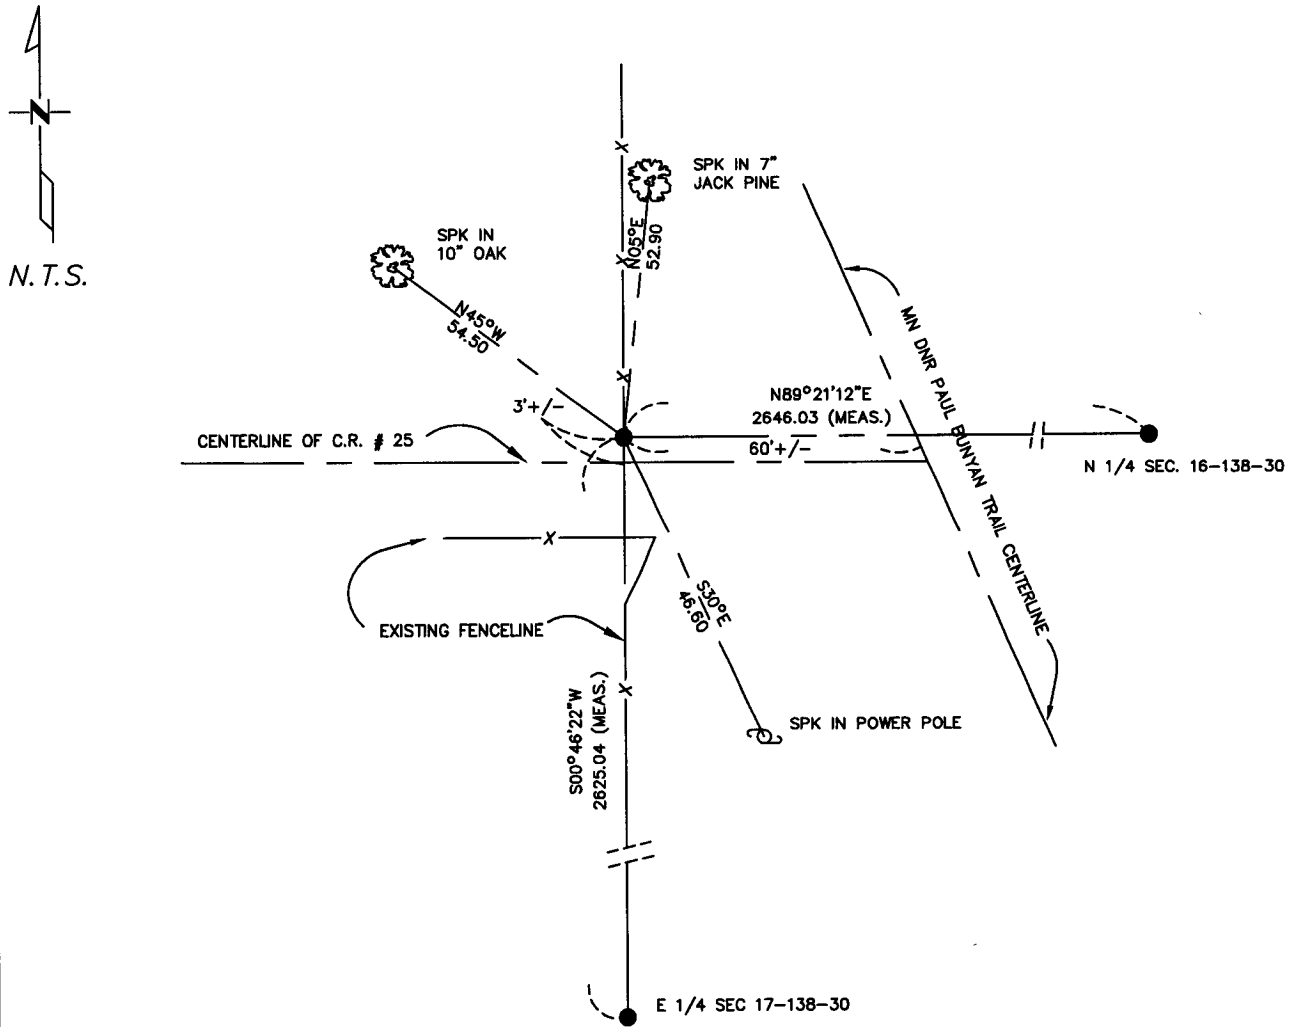 N
N.T.S.
SPK IN 7"
JACK PINE
SPK IN
10" OAK
N05°E
52.90
N45°W
54.50
MN DNR PAUL BUNYAN TRAIL CENTERLINE
N89°21'12"E
2646.03 (MEAS.)
3'+/-
CENTERLINE OF C.R. # 25
60'+/-
N 1/4 SEC. 16-138-30
X
X
X
X
X
S30°E
46.60
EXISTING FENCELINE
S00°46'22"W
2625.04 (MEAS.)
SPK IN POWER POLE
E 1/4 SEC 17-138-30